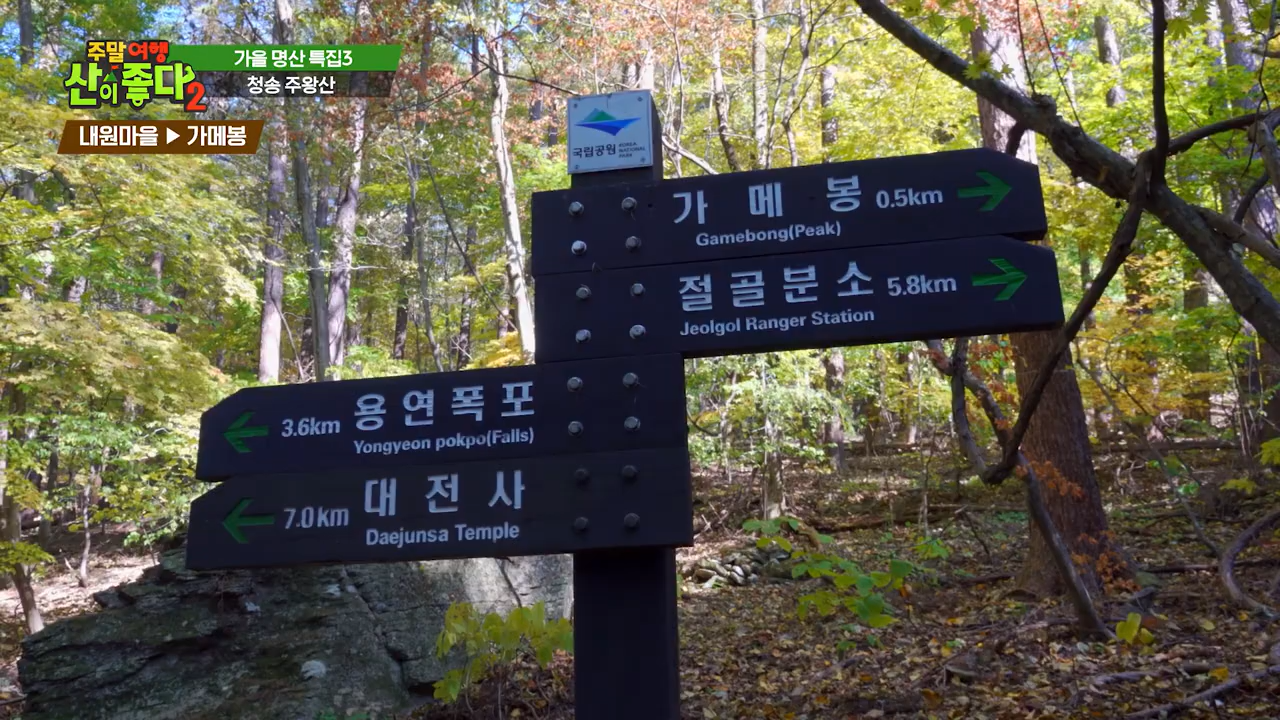 주말 여행
산이 좋다2
가을 명산 특집3
청송 주왕산
내원마을 ▶ 가메봉
국립공원 KOREA NATIONAL PARK
가메봉 0.5km
Gamebong(Peak)
절골분소 5.8km
Jeolgol Ranger Station
3.6km 용연폭포
Yongyeon pokpo(Falls)
7.0km 대전사
Daejunsa Temple